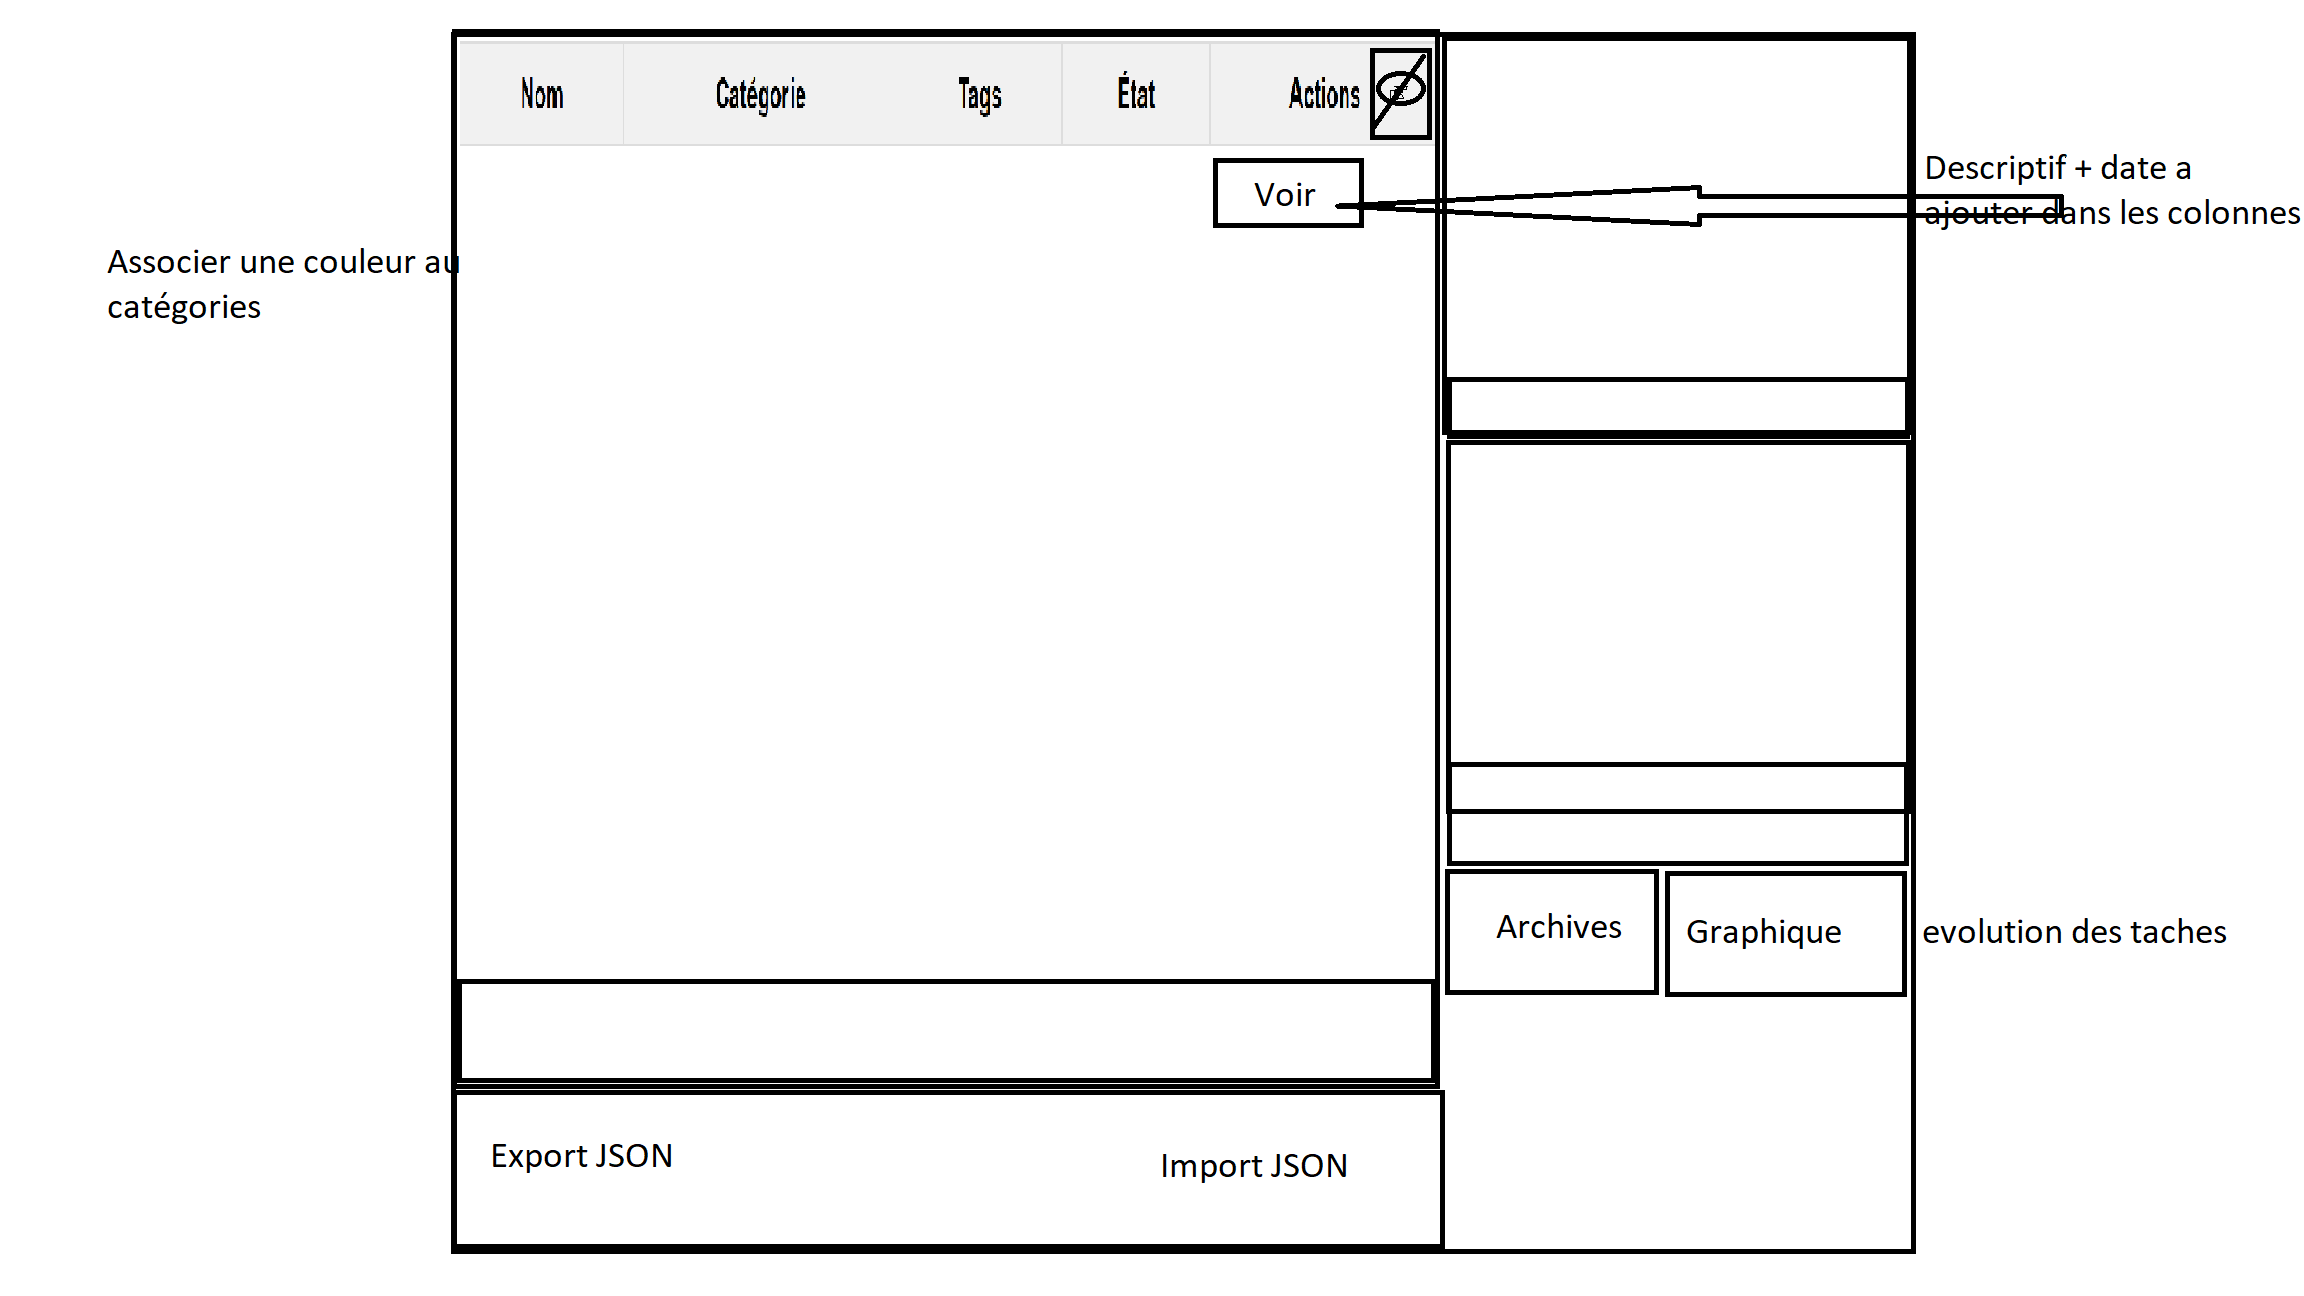 Nom Catégorie Tags État Actions
Voir
Descriptif + date a
ajouter dans les colonnes
Associer une couleur au
catégories
Archives
Graphique
evolution des taches
Export JSON
Import JSON